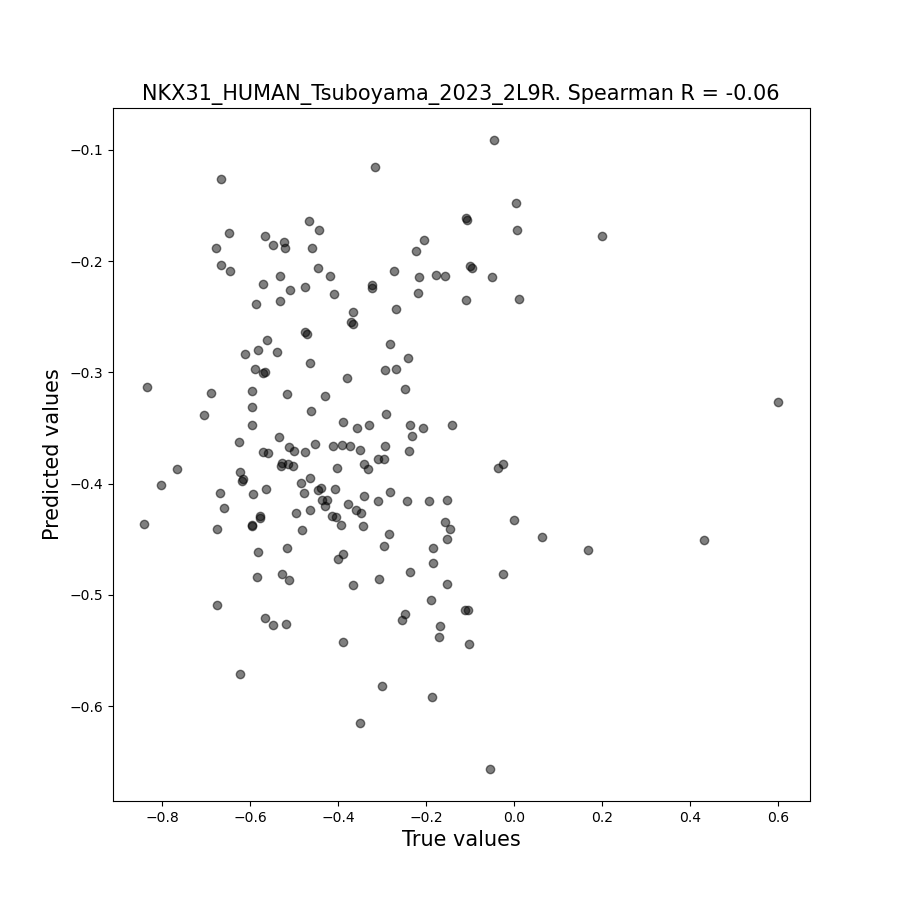 NKX31_HUMAN_Tsuboyama_2023_2L9R. Spearman R = -0.06
−0.1
−0.2
−0.3
−0.4
−0.5
−0.6
Predicted values
−0.8 −0.6 −0.4 −0.2 0.0 0.2 0.4 0.6
True values